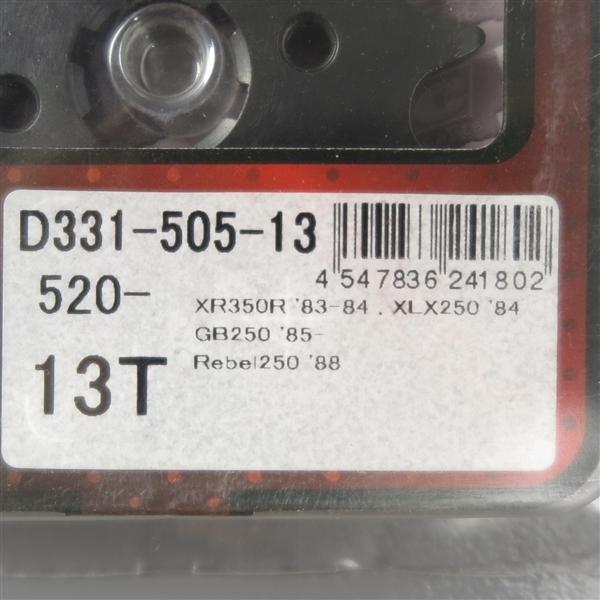 D331-505-13
4 547836 241802
520-
XR350R '83-84 , XLX250 '84
GB250 '85-
Rebel250 '88
13T